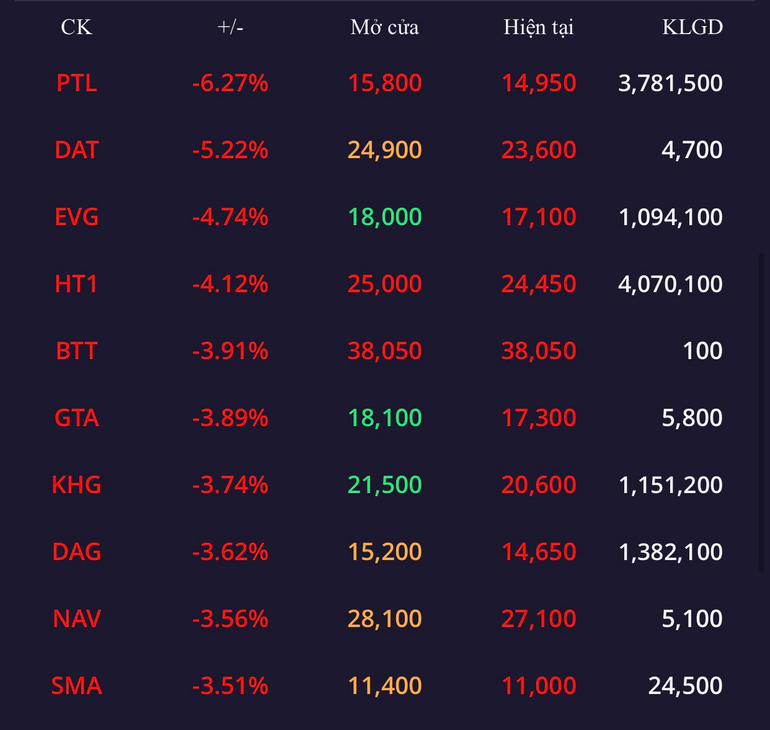 CK +/- Mở cửa Hiện tại KLGD
PTL -6.27% 15,800 14,950 3,781,500
DAT -5.22% 24,900 23,600 4,700
EVG -4.74% 18,000 17,100 1,094,100
HT1 -4.12% 25,000 24,450 4,070,100
BTT -3.91% 38,050 38,050 100
GTA -3.89% 18,100 17,300 5,800
KHG -3.74% 21,500 20,600 1,151,200
DAG -3.62% 15,200 14,650 1,382,100
NAV -3.56% 28,100 27,100 5,100
SMA -3.51% 11,400 11,000 24,500